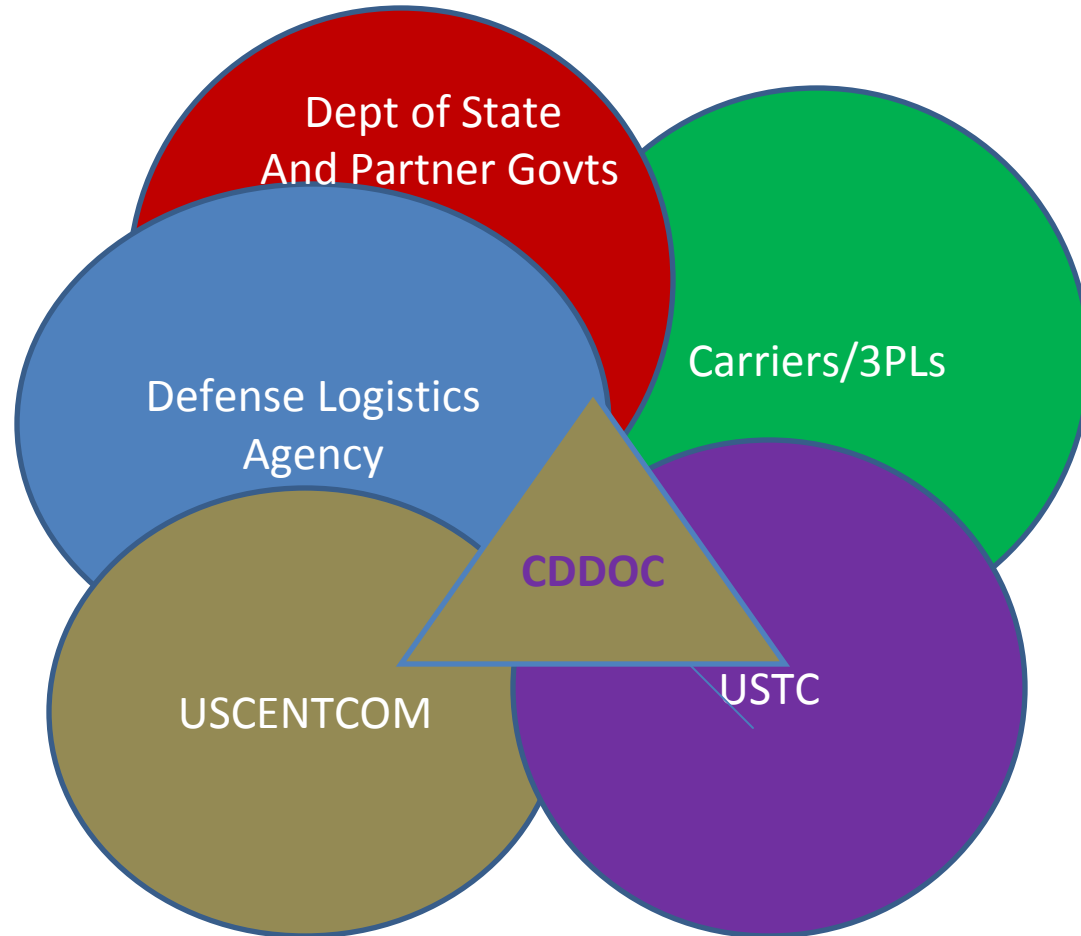 Dept of State
And Partner Govts
Carriers/3PLs
Defense Logistics
Agency
CDDOC
USCENTCOM
USTC